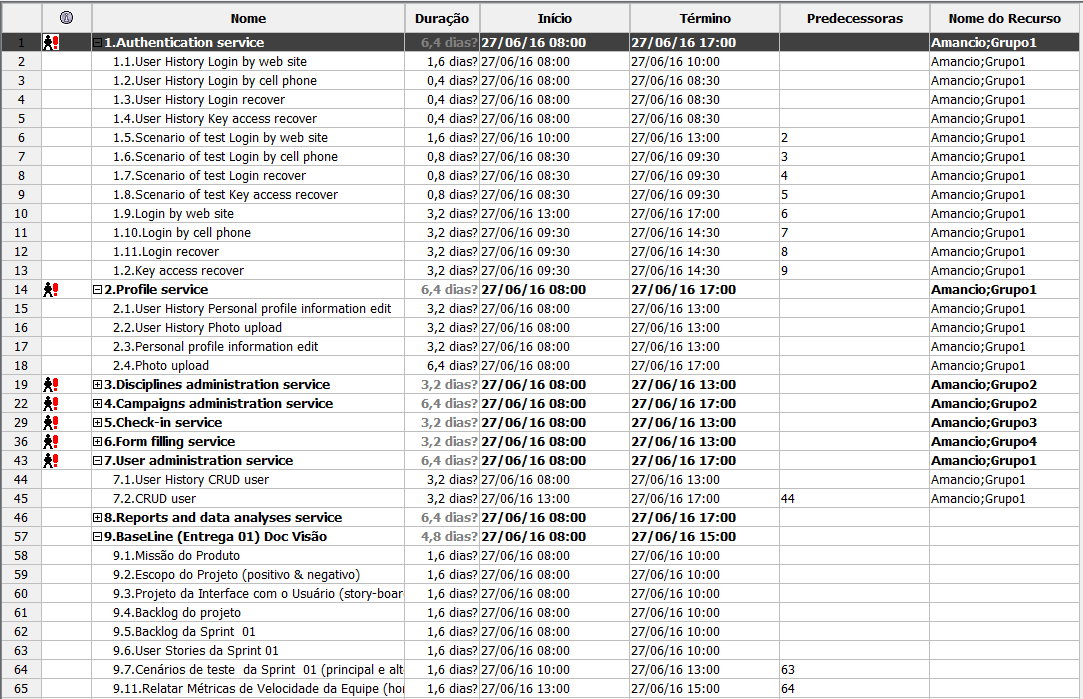 Nome Duração Início Término Predecessoras Nome do Recurso
1 1.Authentication service 6,4 dias? 27/06/16 08:00 27/06/16 17:00 Amancio;Grupo1
2 1.1.User History Login by web site 1,6 dias? 27/06/16 08:00 27/06/16 10:00 Amancio;Grupo1
3 1.2.User History Login by cell phone 0,4 dias? 27/06/16 08:00 27/06/16 08:30 Amancio;Grupo1
4 1.3.User History Login recover 0,4 dias? 27/06/16 08:00 27/06/16 08:30 Amancio;Grupo1
5 1.4.User History Key access recover 0,4 dias? 27/06/16 08:00 27/06/16 08:30 Amancio;Grupo1
6 1.5.Scenario of test Login by web site 1,6 dias? 27/06/16 10:00 27/06/16 13:00 2 Amancio;Grupo1
7 1.6.Scenario of test Login by cell phone 0,8 dias? 27/06/16 08:30 27/06/16 09:30 3 Amancio;Grupo1
8 1.7.Scenario of test Login recover 0,8 dias? 27/06/16 08:30 27/06/16 09:30 4 Amancio;Grupo1
9 1.8.Scenario of test Key access recover 0,8 dias? 27/06/16 08:30 27/06/16 09:30 5 Amancio;Grupo1
10 1.9.Login by web site 3,2 dias? 27/06/16 13:00 27/06/16 17:00 6 Amancio;Grupo1
11 1.10.Login by cell phone 3,2 dias? 27/06/16 09:30 27/06/16 14:30 7 Amancio;Grupo1
12 1.11.Login recover 3,2 dias? 27/06/16 09:30 27/06/16 14:30 8 Amancio;Grupo1
13 1.2.Key access recover 3,2 dias? 27/06/16 09:30 27/06/16 14:30 9 Amancio;Grupo1
14 2.Profile service 6,4 dias? 27/06/16 08:00 27/06/16 17:00 Amancio;Grupo1
15 2.1.User History Personal profile information edit 3,2 dias? 27/06/16 08:00 27/06/16 13:00 Amancio;Grupo1
16 2.2.User History Photo upload 3,2 dias? 27/06/16 08:00 27/06/16 13:00 Amancio;Grupo1
17 2.3.Personal profile information edit 3,2 dias? 27/06/16 08:00 27/06/16 13:00 Amancio;Grupo1
18 2.4.Photo upload 6,4 dias? 27/06/16 08:00 27/06/16 17:00 Amancio;Grupo1
19 3.Disciplines administration service 3,2 dias? 27/06/16 08:00 27/06/16 13:00 Amancio;Grupo2
22 4.Campaigns administration service 6,4 dias? 27/06/16 08:00 27/06/16 17:00 Amancio;Grupo2
29 5.Check-in service 3,2 dias? 27/06/16 08:00 27/06/16 13:00 Amancio;Grupo3
36 6.Form filling service 3,2 dias? 27/06/16 08:00 27/06/16 13:00 Amancio;Grupo4
43 7.User administration service 6,4 dias? 27/06/16 08:00 27/06/16 17:00 Amancio;Grupo1
44 7.1.User History CRUD user 3,2 dias? 27/06/16 08:00 27/06/16 13:00 Amancio;Grupo1
45 7.2.CRUD user 3,2 dias? 27/06/16 13:00 27/06/16 17:00 44 Amancio;Grupo1
46 8.Reports and data analyses service 6,4 dias? 27/06/16 08:00 27/06/16 17:00
57 9.BaseLine (Entrega 01) Doc Visão 4,8 dias? 27/06/16 08:00 27/06/16 15:00
58 9.1.Missão do Produto 1,6 dias? 27/06/16 08:00 27/06/16 10:00
59 9.2.Escopo do Projeto (positivo & negativo) 1,6 dias? 27/06/16 08:00 27/06/16 10:00
60 9.3.Projeto da Interface com o Usuário (story-boar 1,6 dias? 27/06/16 08:00 27/06/16 10:00
61 9.4.Backlog do projeto 1,6 dias? 27/06/16 08:00 27/06/16 10:00
62 9.5.Backlog da Sprint 01 1,6 dias? 27/06/16 08:00 27/06/16 10:00
63 9.6.User Stories da Sprint 01 1,6 dias? 27/06/16 08:00 27/06/16 10:00
64 9.7.Cenários de teste da Sprint 01 (principal e alt 1,6 dias? 27/06/16 10:00 27/06/16 13:00 63
65 9.11.Relatar Métricas de Velocidade da Equipe (hor 1,6 dias? 27/06/16 13:00 27/06/16 15:00 64